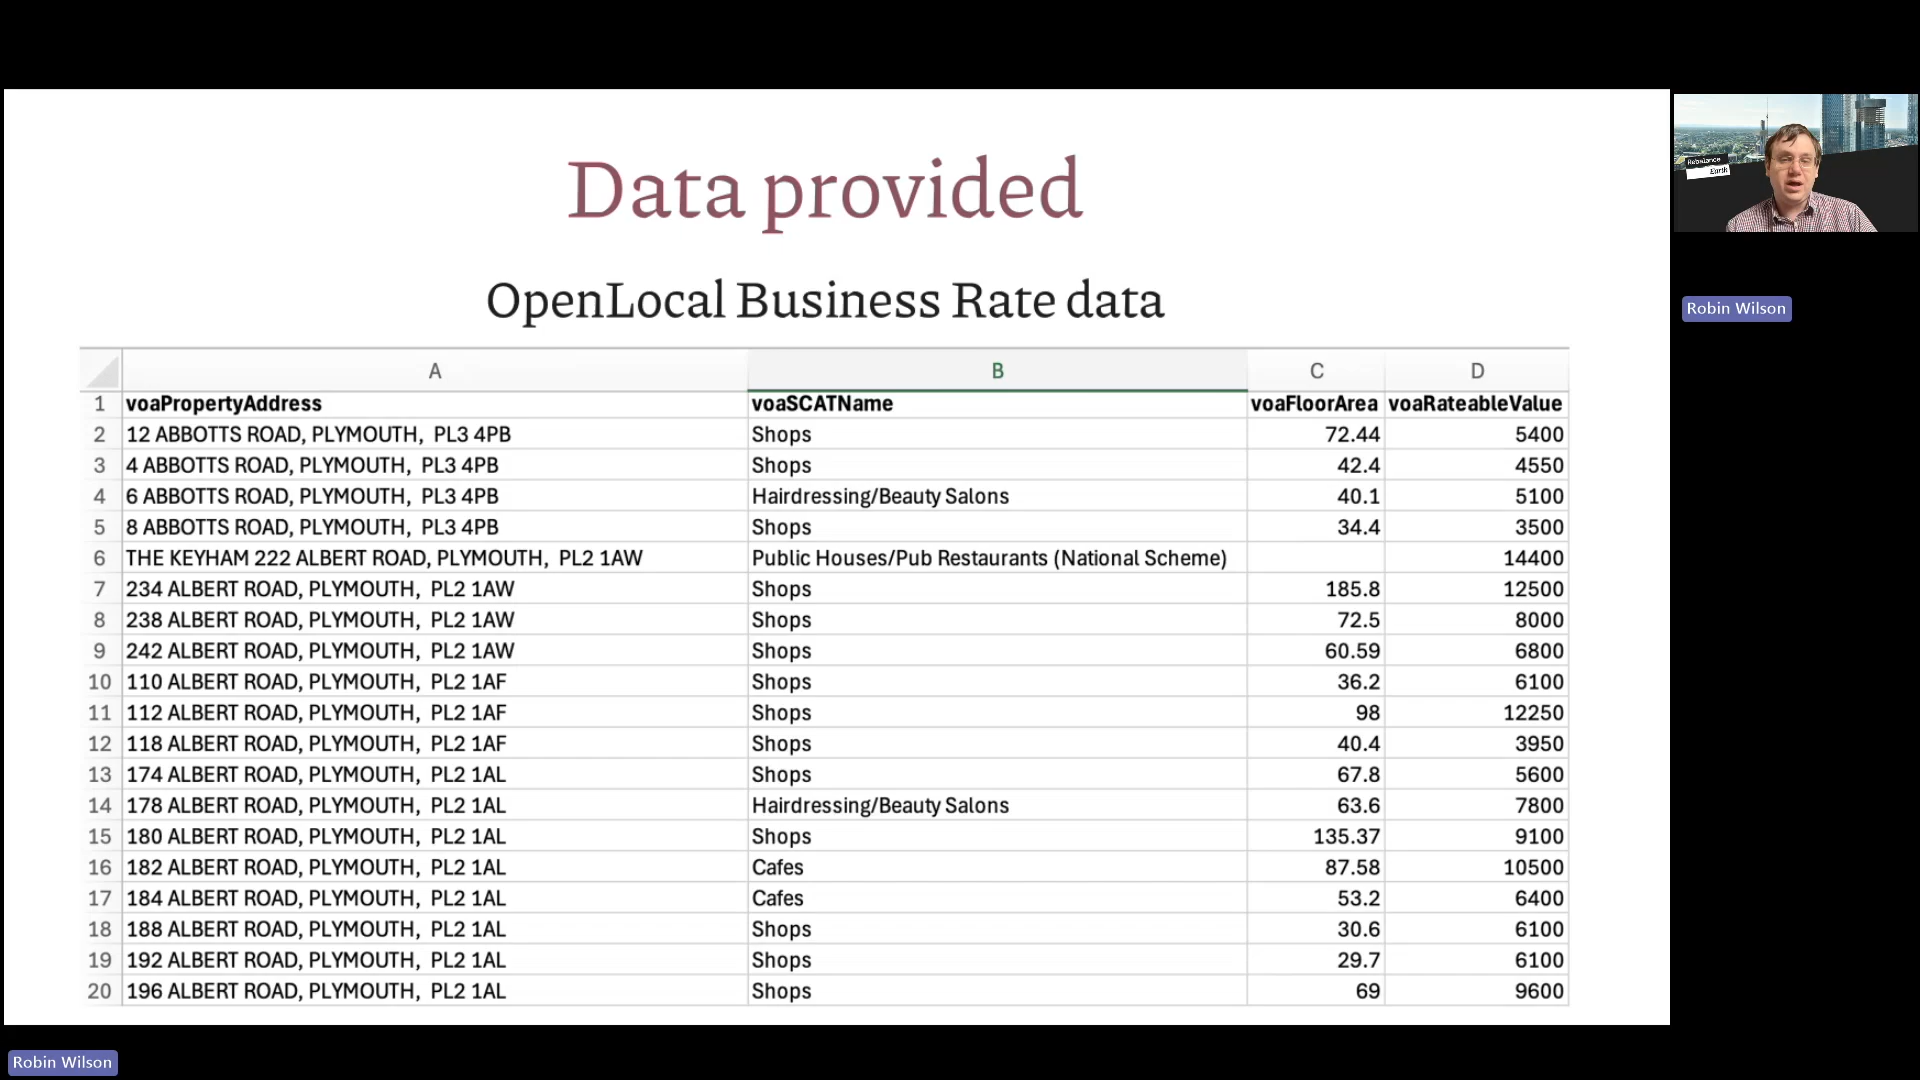 Data provided
OpenLocal Business Rate data
A B C D
1 voaPropertyAddress voaSCATName voaFloorArea voaRateableValue
2 12 ABBOTTS ROAD, PLYMOUTH, PL3 4PB Shops 72.44 5400
3 4 ABBOTTS ROAD, PLYMOUTH, PL3 4PB Shops 42.4 4550
4 6 ABBOTTS ROAD, PLYMOUTH, PL3 4PB Hairdressing/Beauty Salons 40.1 5100
5 8 ABBOTTS ROAD, PLYMOUTH, PL3 4PB Shops 34.4 3500
6 THE KEYHAM 222 ALBERT ROAD, PLYMOUTH, PL2 1AW Public Houses/Pub Restaurants (National Scheme) 14400
7 234 ALBERT ROAD, PLYMOUTH, PL2 1AW Shops 185.8 12500
8 238 ALBERT ROAD, PLYMOUTH, PL2 1AW Shops 72.5 8000
9 242 ALBERT ROAD, PLYMOUTH, PL2 1AW Shops 60.59 6800
10 110 ALBERT ROAD, PLYMOUTH, PL2 1AF Shops 36.2 6100
11 112 ALBERT ROAD, PLYMOUTH, PL2 1AF Shops 98 12250
12 118 ALBERT ROAD, PLYMOUTH, PL2 1AF Shops 40.4 3950
13 174 ALBERT ROAD, PLYMOUTH, PL2 1AL Shops 67.8 5600
14 178 ALBERT ROAD, PLYMOUTH, PL2 1AL Hairdressing/Beauty Salons 63.6 7800
15 180 ALBERT ROAD, PLYMOUTH, PL2 1AL Shops 135.37 9100
16 182 ALBERT ROAD, PLYMOUTH, PL2 1AL Cafes 87.58 10500
17 184 ALBERT ROAD, PLYMOUTH, PL2 1AL Cafes 53.2 6400
18 188 ALBERT ROAD, PLYMOUTH, PL2 1AL Shops 30.6 6100
19 192 ALBERT ROAD, PLYMOUTH, PL2 1AL Shops 29.7 6100
20 196 ALBERT ROAD, PLYMOUTH, PL2 1AL Shops 69 9600
Rebalance
Earth
Robin Wilson
Robin Wilson